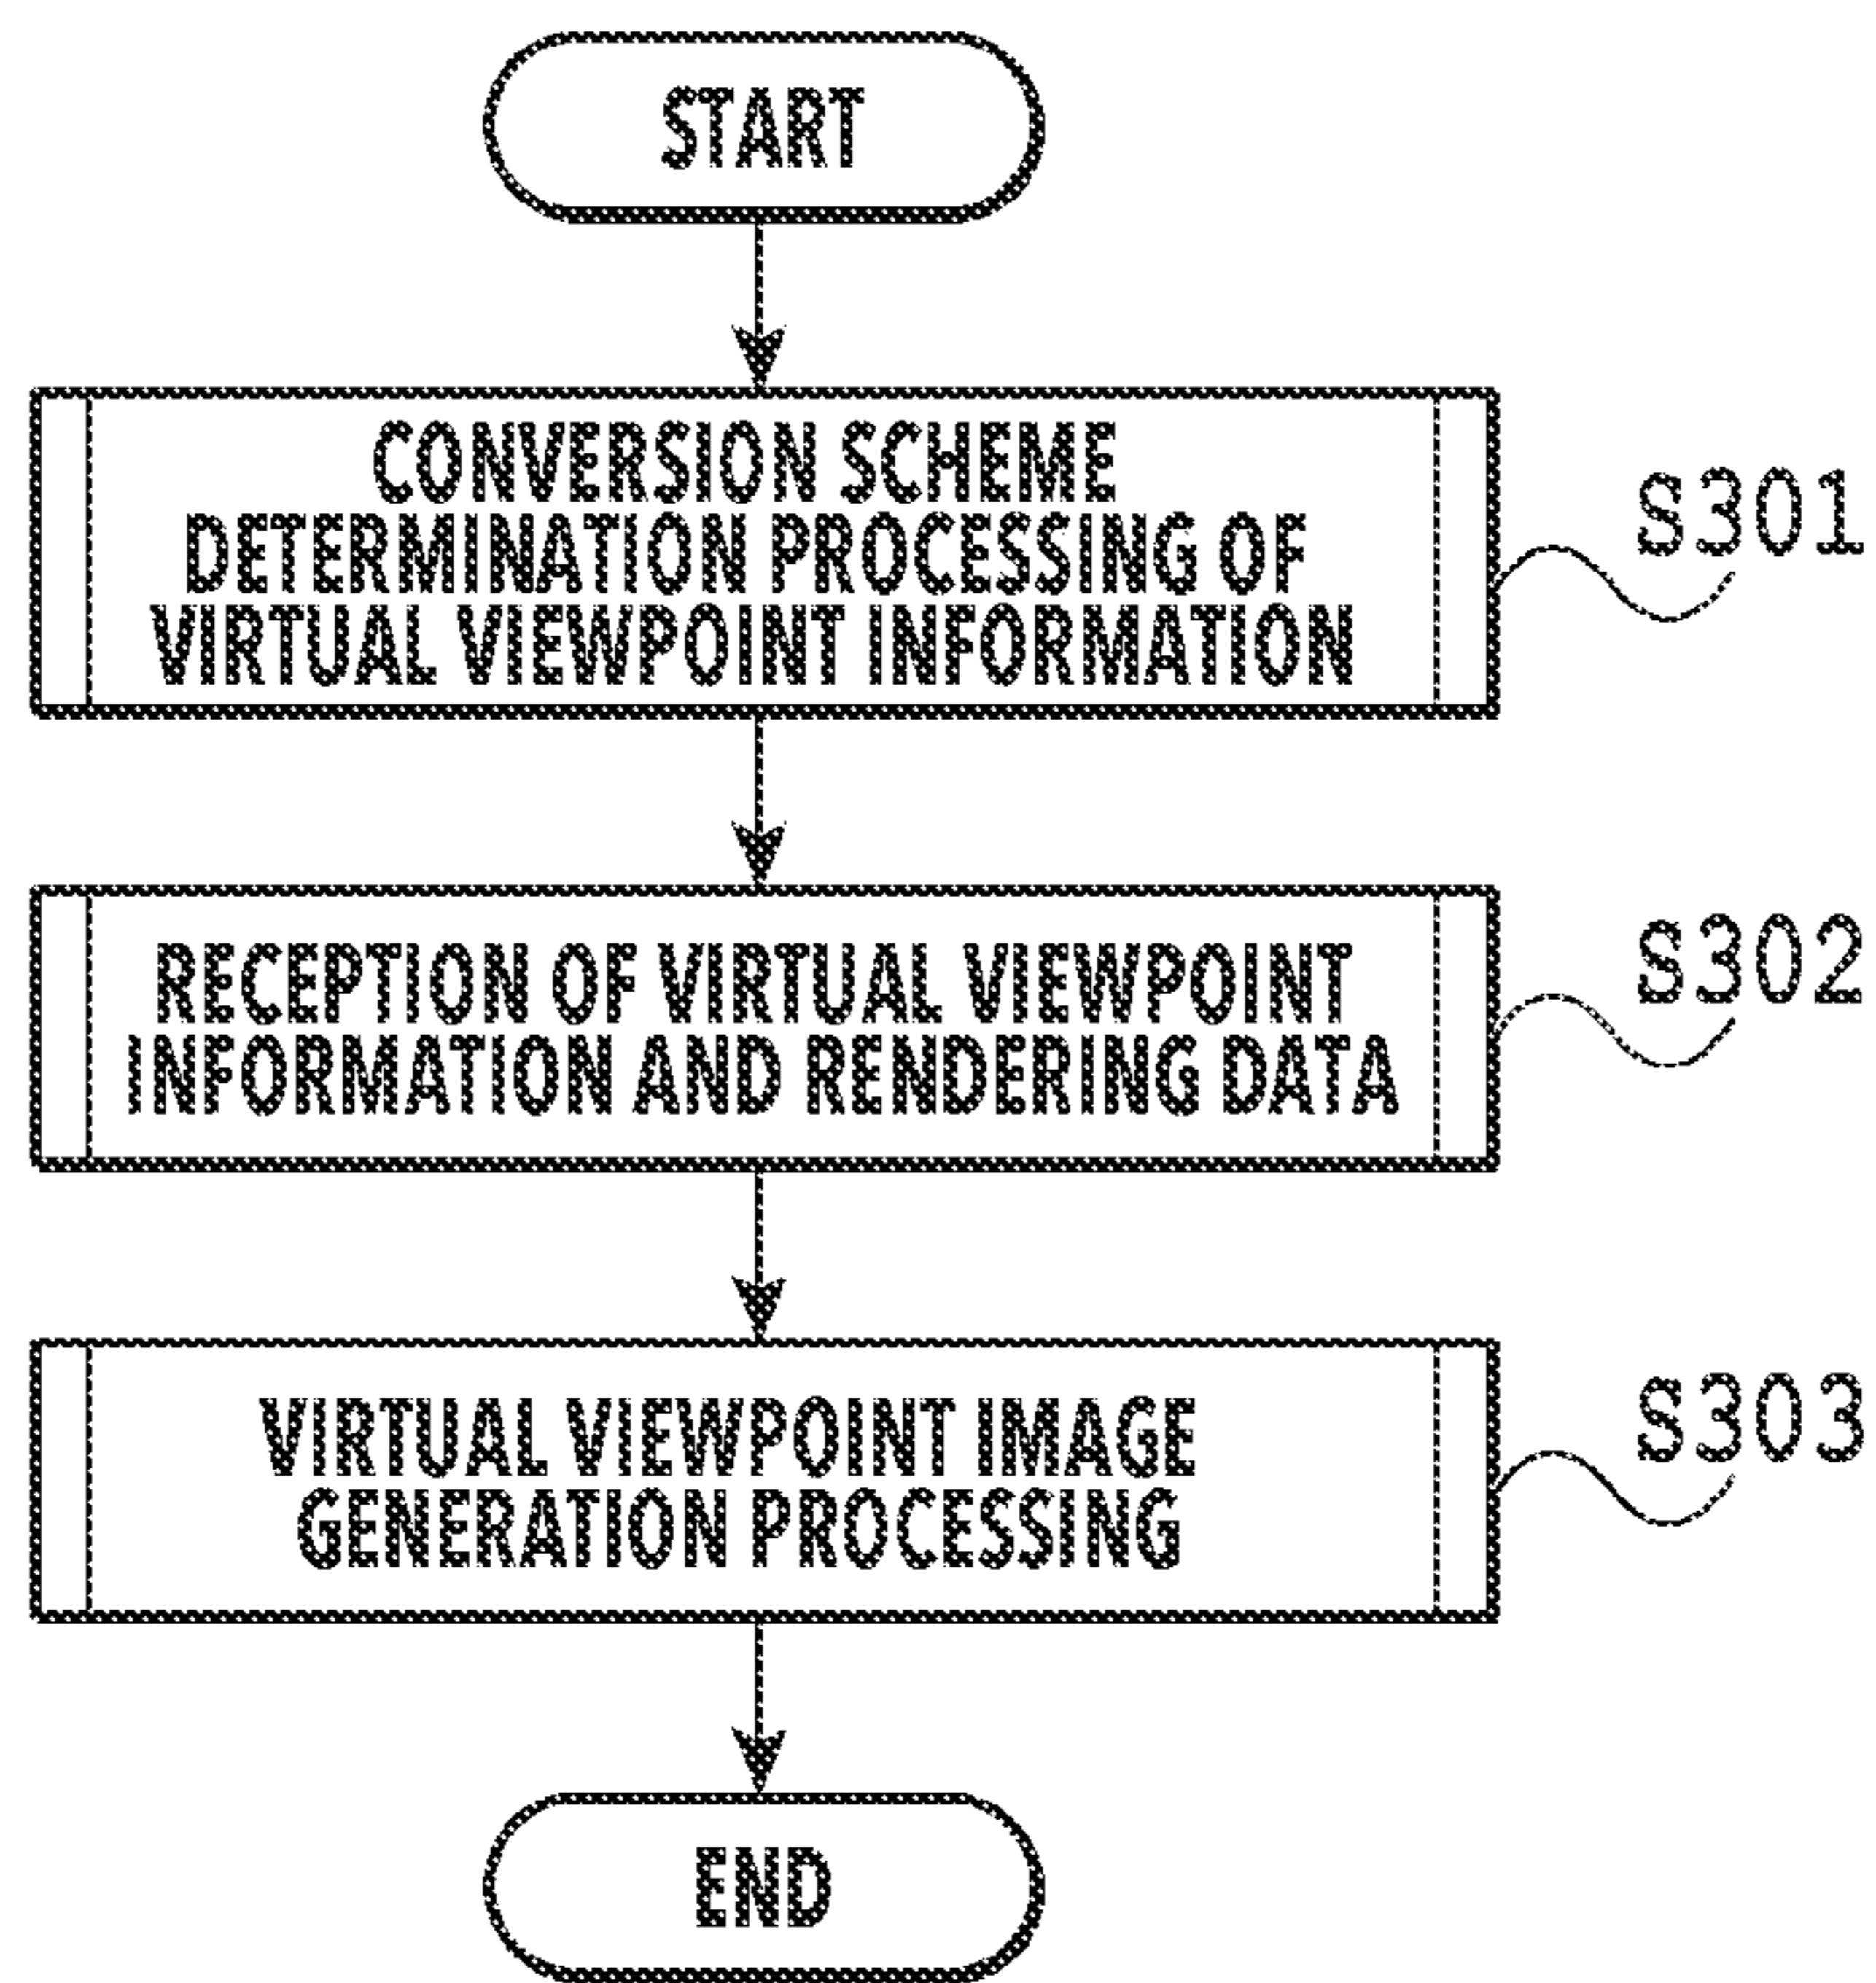 START
CONVERSION SCHEME
DETERMINATION PROCESSING OF
VIRTUAL VIEWPOINT INFORMATION
S301
RECEPTION OF VIRTUAL VIEWPOINT
INFORMATION AND RENDERING DATA
S302
VIRTUAL VIEWPOINT IMAGE
GENERATION PROCESSING
S303
END